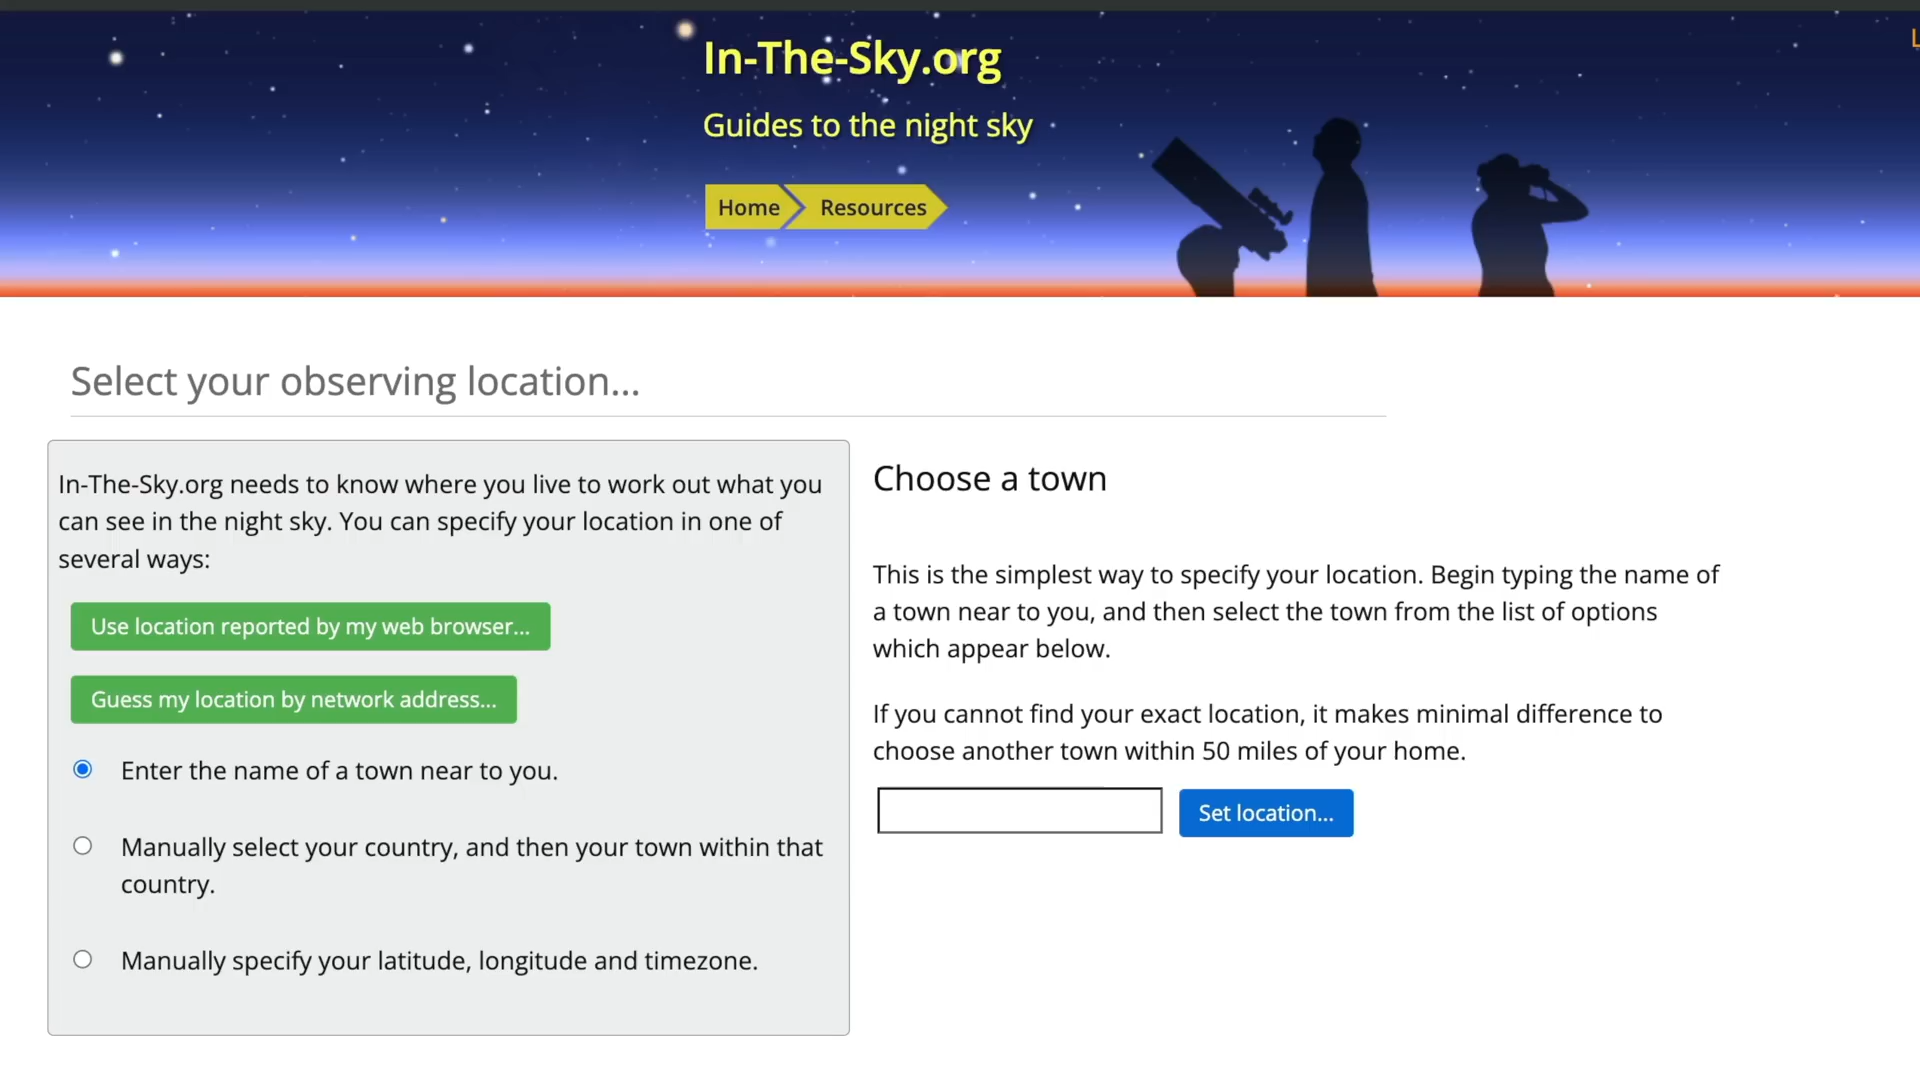 In-The-Sky.org
Guides to the night sky
Home
Resources
Select your observing location...
In-The-Sky.org needs to know where you live to work out what you
can see in the night sky. You can specify your location in one of
several ways:
Use location reported by my web browser...
Guess my location by network address...
Enter the name of a town near to you.
Manually select your country, and then your town within that
country.
Manually specify your latitude, longitude and timezone.
Choose a town
This is the simplest way to specify your location. Begin typing the name of
a town near to you, and then select the town from the list of options
which appear below.
If you cannot find your exact location, it makes minimal difference to
choose another town within 50 miles of your home.
Set location...